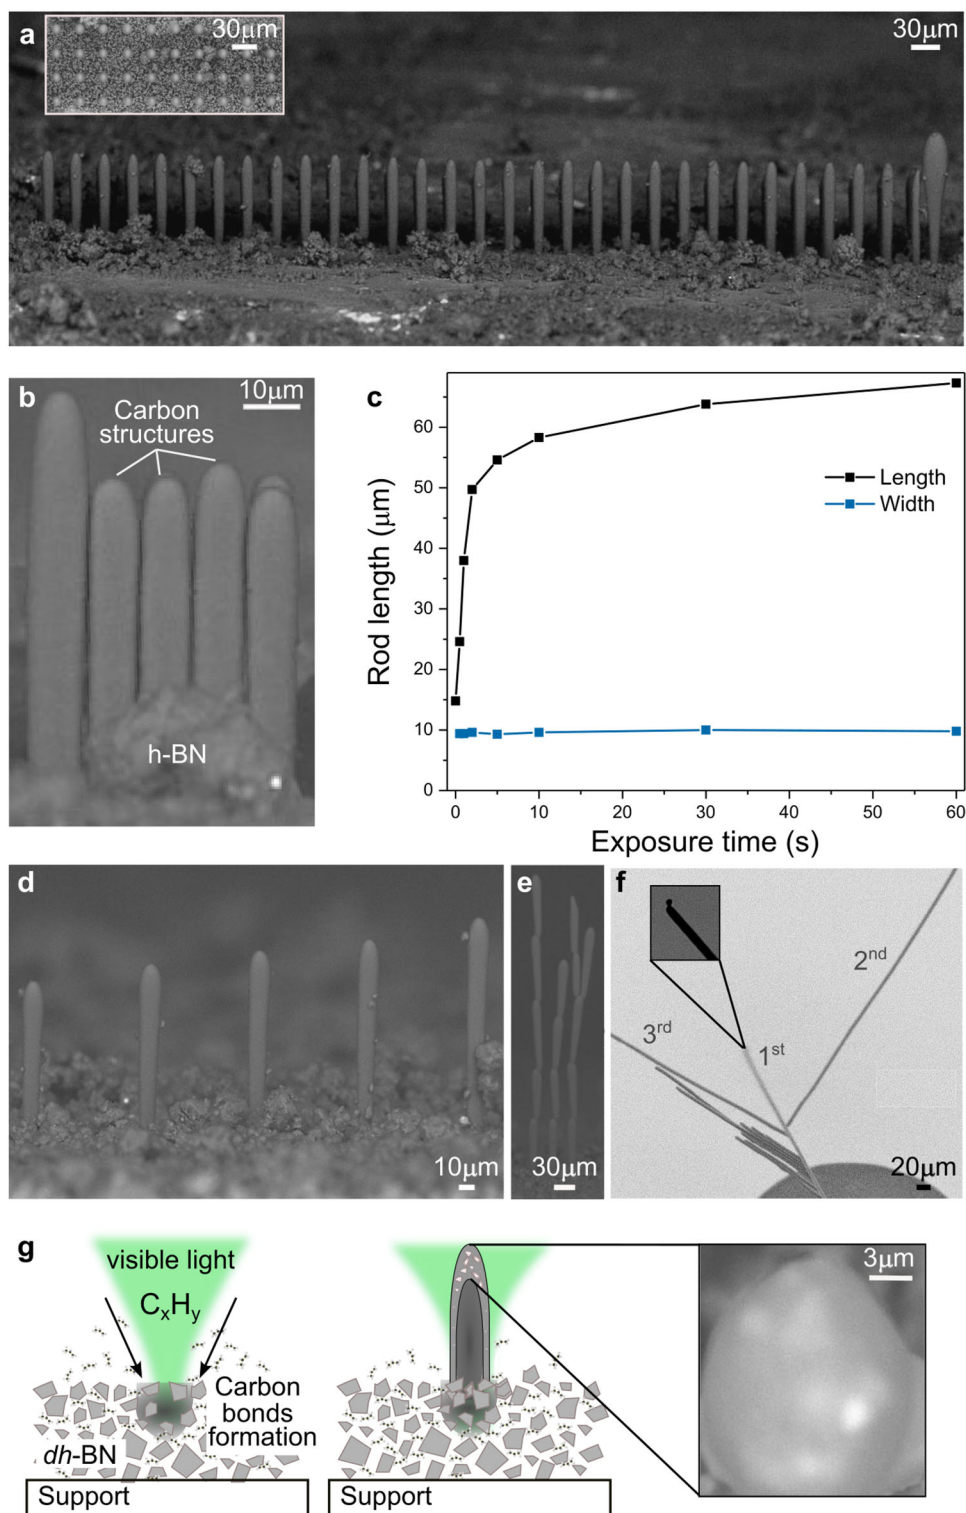 a
30μm
30μm
b
10μm
Carbon
structures
h-BN
c
Rod length (μm)
60
50
40
30
20
10
0
Length
Width
0
10
20
30
40
50
60
Exposure time (s)
d
10μm
e
30μm
f
2nd
3rd
1st
20μm
g
visible light
CxHy
Carbon
bonds
formation
dh-BN
Support
Support
3μm